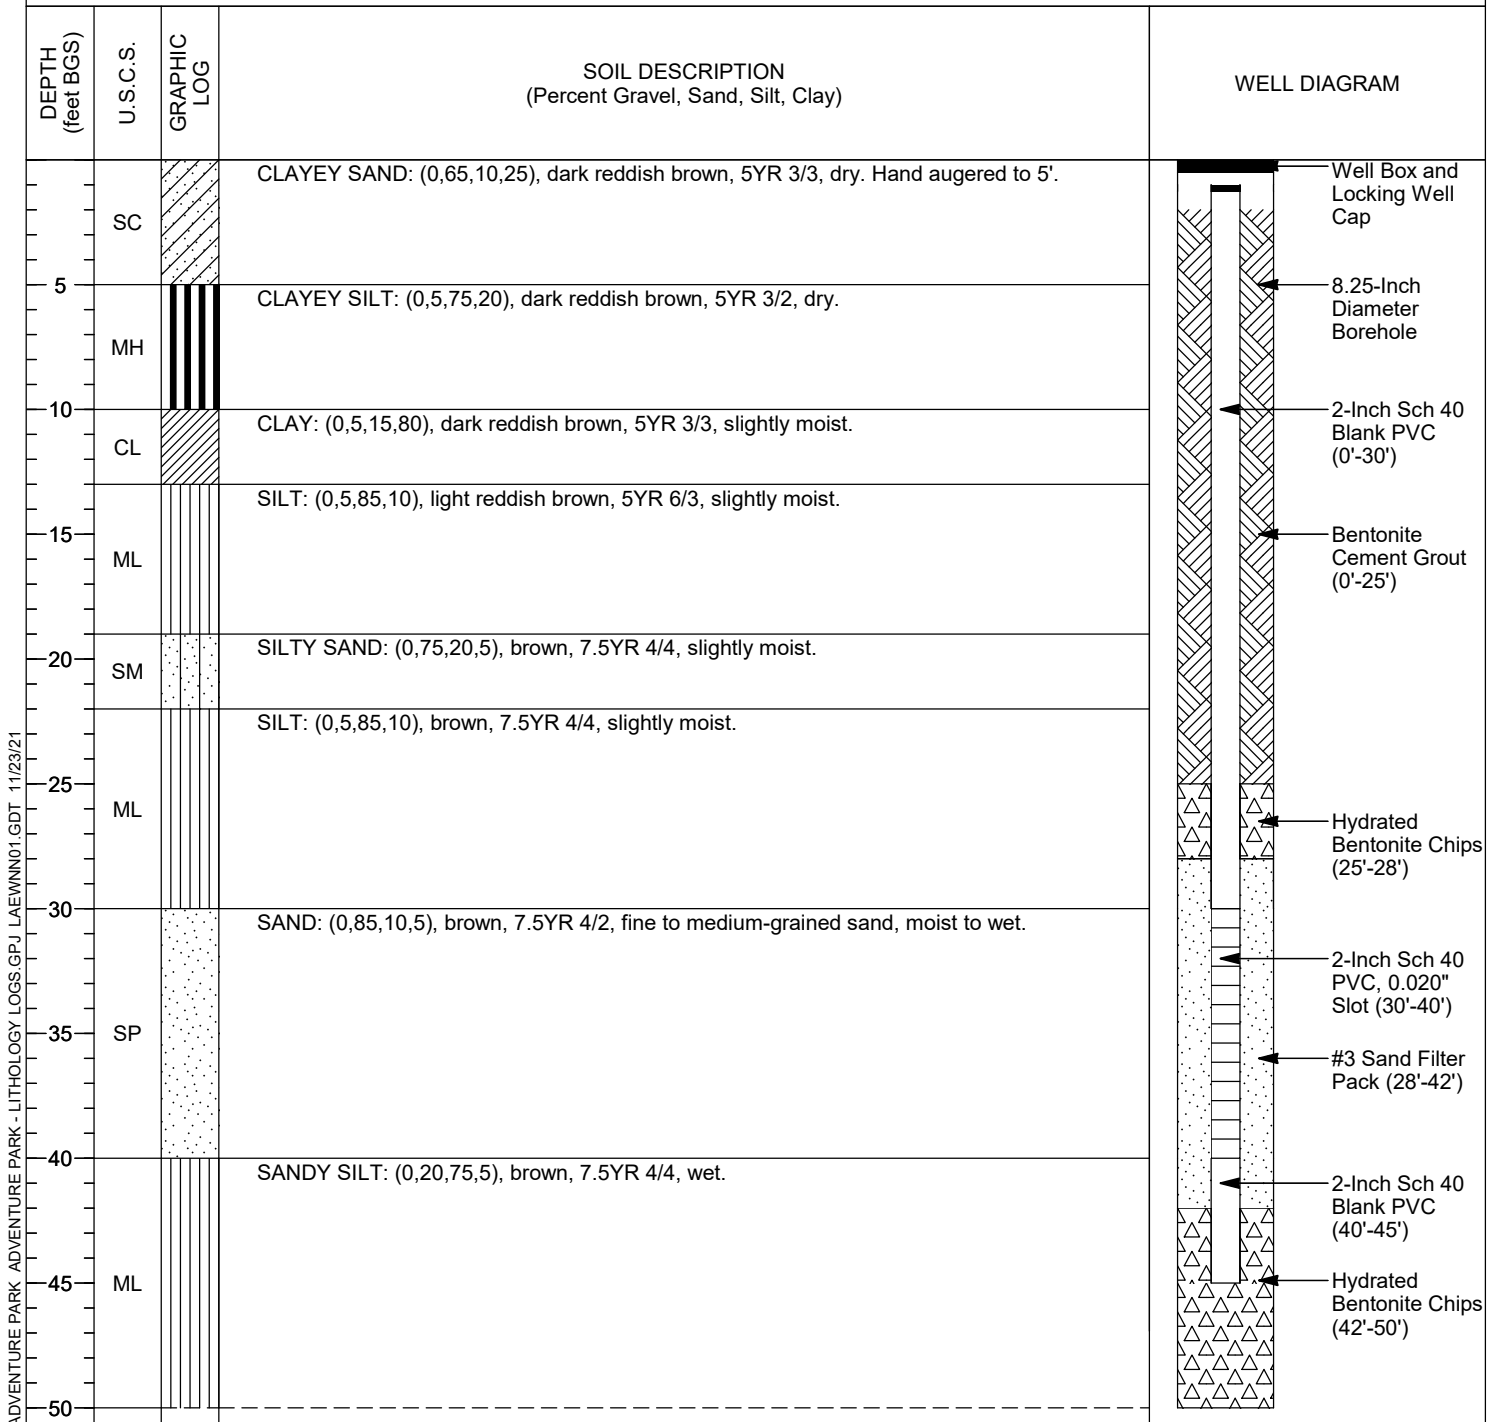 DEPTH
(feet BGS)
U.S.C.S.
GRAPHIC
LOG
SOIL DESCRIPTION
(Percent Gravel, Sand, Silt, Clay)
WELL DIAGRAM
SC
CLAYEY SAND: (0,65,10,25), dark reddish brown, 5YR 3/3, dry. Hand augered to 5'.
5
MH
CLAYEY SILT: (0,5,75,20), dark reddish brown, 5YR 3/2, dry.
10
CL
CLAY: (0,5,15,80), dark reddish brown, 5YR 3/3, slightly moist.
15
ML
SILT: (0,5,85,10), light reddish brown, 5YR 6/3, slightly moist.
20
SM
SILTY SAND: (0,75,20,5), brown, 7.5YR 4/4, slightly moist.
25
ML
SILT: (0,5,85,10), brown, 7.5YR 4/4, slightly moist.
30
SP
SAND: (0,85,10,5), brown, 7.5YR 4/2, fine to medium-grained sand, moist to wet.
35
40
ML
SANDY SILT: (0,20,75,5), brown, 7.5YR 4/4, wet.
45
50
Well Box and
Locking Well
Cap
8.25-Inch
Diameter
Borehole
2-Inch Sch 40
Blank PVC
(0'-30')
Bentonite
Cement Grout
(0'-25')
Hydrated
Bentonite Chips
(25'-28')
2-Inch Sch 40
PVC, 0.020"
Slot (30'-40')
#3 Sand Filter
Pack (28'-42')
2-Inch Sch 40
Blank PVC
(40'-45')
Hydrated
Bentonite Chips
(42'-50')
ADVENTURE PARK ADVENTURE PARK - LITHOLOGY LOGS.GPJ LAEWNN01.GDT 11/23/21